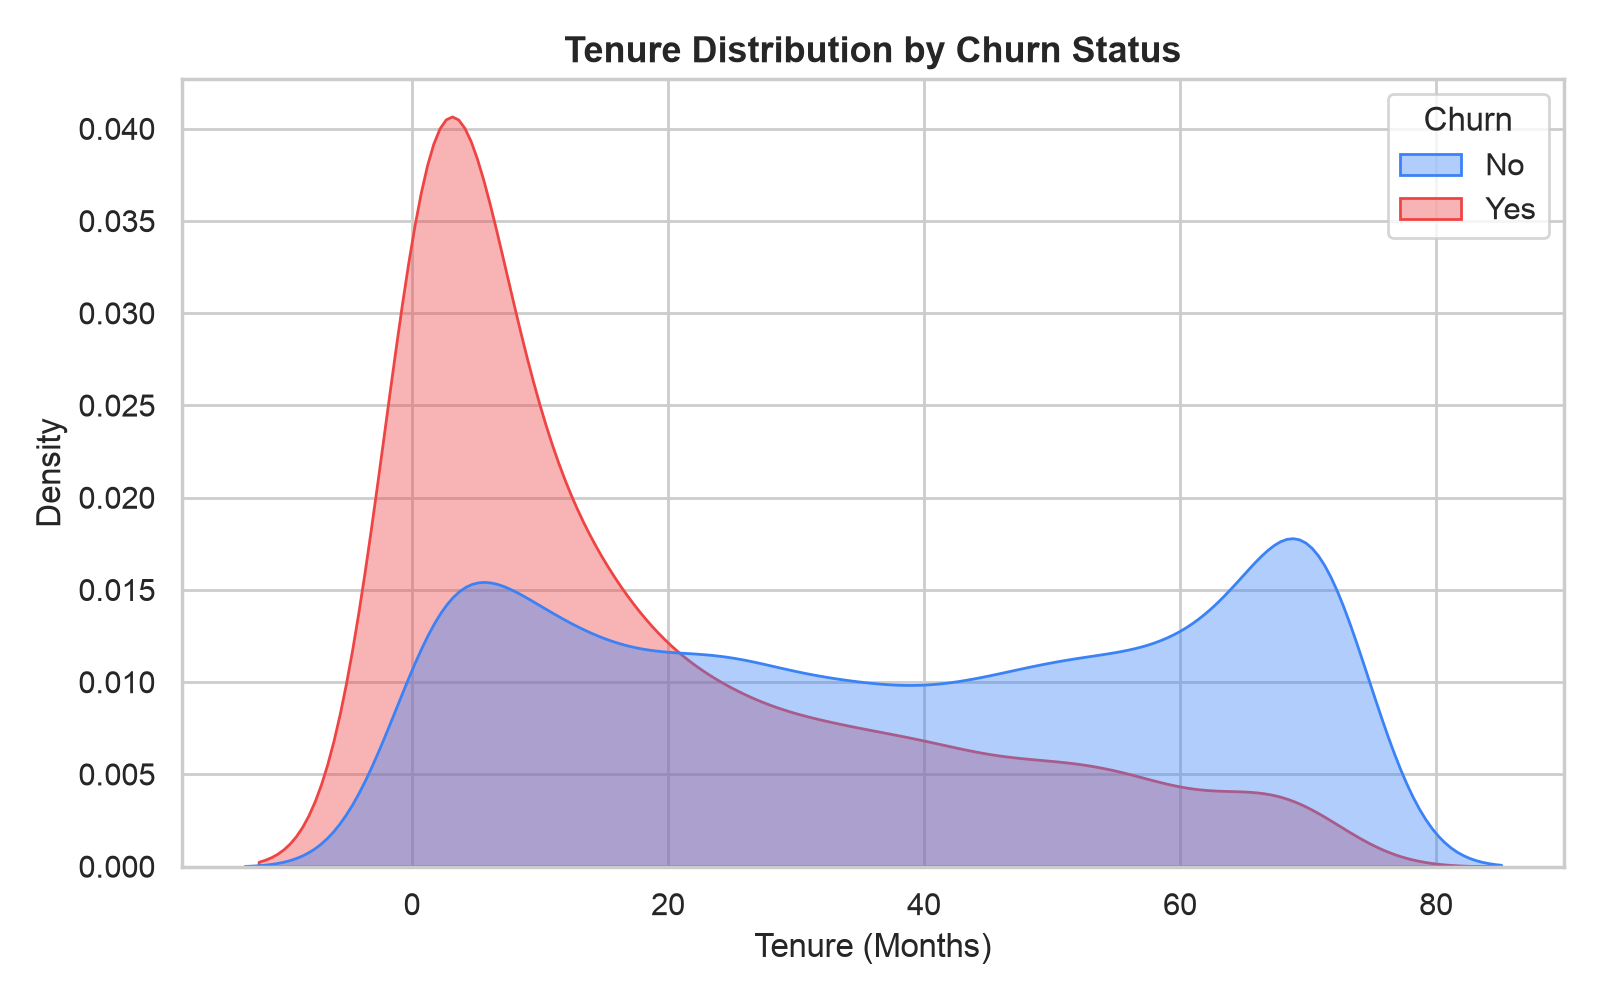 Tenure Distribution by Churn Status
Churn
No
Yes
0.040
0.035
0.030
0.025
0.020
0.015
0.010
0.005
0.000
Density
0 20 40 60 80
Tenure (Months)